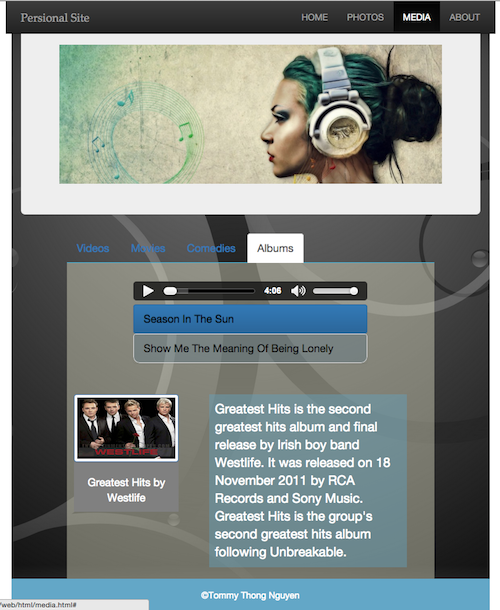 Persional Site
HOME PHOTOS MEDIA ABOUT
Videos Movies Comedies Albums
4:06
Season In The Sun
Show Me The Meaning Of Being Lonely
WESTLIFE
Greatest Hits by
Westlife
Greatest Hits is the second
greatest hits album and final
release by Irish boy band
Westlife. It was released on 18
November 2011 by RCA
Records and Sony Music.
Greatest Hits is the group's
second greatest hits album
following Unbreakable.
©Tommy Thong Nguyen
/web/html/media.html#